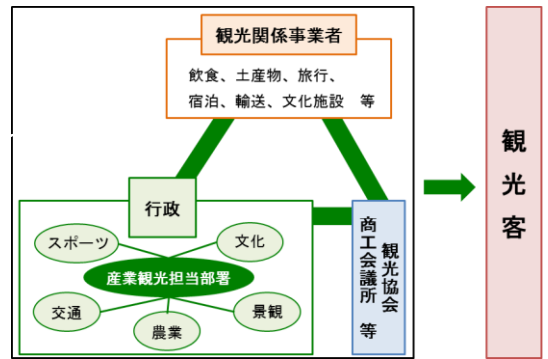 観光関係事業者
飲食、土産物、旅行、
宿泊、輸送、文化施設　等
行政
スポーツ
文化
産業観光担当部署
交通
農業
景観
観光協会
商工会議所　等
観光客